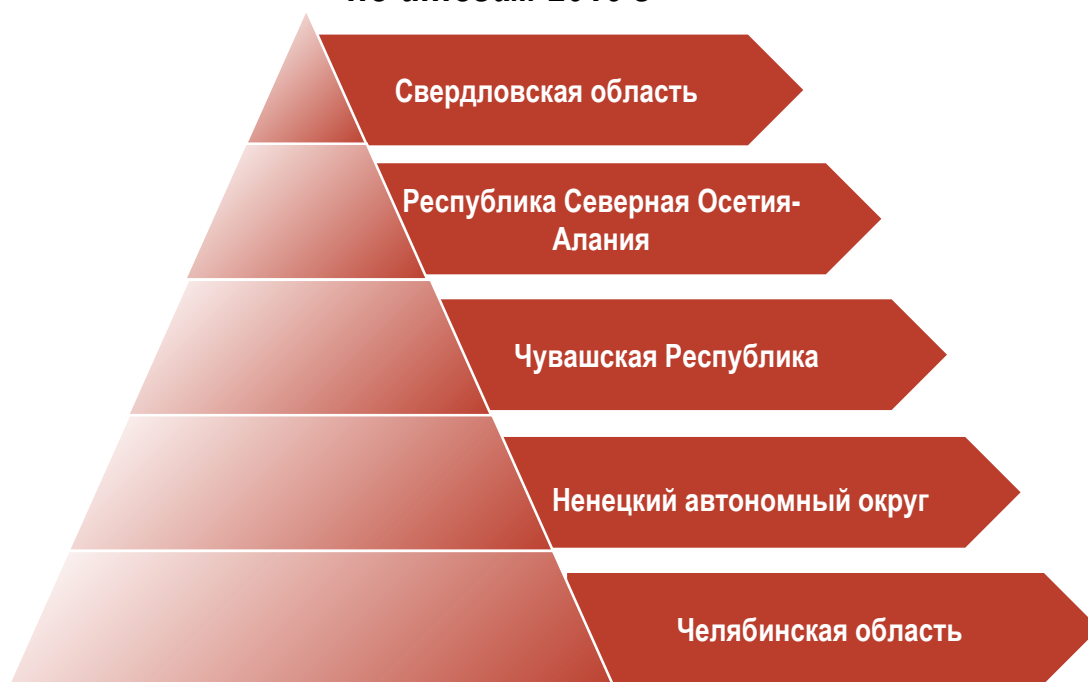 Свердловская область
Республика Северная Осетия-
Алания
Чувашская Республика
Ненецкий автономный округ
Челябинская область